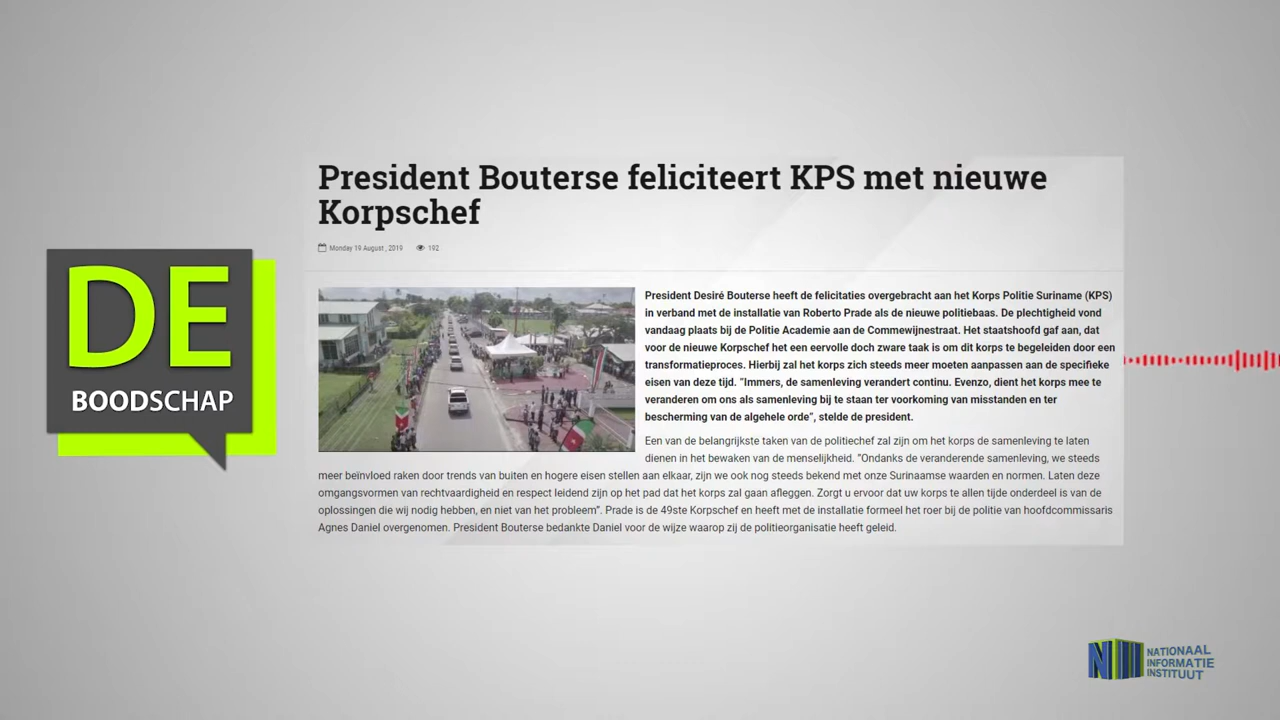 President Bouterse feliciteert KPS met nieuwe
Korpschef
Monday 19 August , 2019 192
DE
BOODSCHAP
President Desiré Bouterse heeft de felicitaties overgebracht aan het Korps Politie Suriname (KPS)
in verband met de installatie van Roberto Prade als de nieuwe politiebaas. De plechtigheid vond
vandaag plaats bij de Politie Academie aan de Commewijnestraat. Het staatshoofd gaf aan, dat
voor de nieuwe Korpschef het een eervolle doch zware taak is om dit korps te begeleiden door een
transformatieproces. Hierbij zal het korps zich steeds meer moeten aanpassen aan de specifieke
eisen van deze tijd. "Immers, de samenleving verandert continu. Evenzo, dient het korps mee te
veranderen om ons als samenleving bij te staan ter voorkoming van misstanden en ter
bescherming van de algehele orde", stelde de president.
Een van de belangrijkste taken van de politiechef zal zijn om het korps de samenleving te laten
dienen in het bewaken van de menselijkheid. "Ondanks de veranderende samenleving, we steeds
meer beïnvloed raken door trends van buiten en hogere eisen stellen aan elkaar, zijn we ook nog steeds bekend met onze Surinaamse waarden en normen. Laten deze
omgangsvormen van rechtvaardigheid en respect leidend zijn op het pad dat het korps zal gaan afleggen. Zorgt u ervoor dat uw korps te allen tijde onderdeel is van de
oplossingen die wij nodig hebben, en niet van het probleem". Prade is de 49ste Korpschef en heeft met de installatie formeel het roer bij de politie van hoofdcommissaris
Agnes Daniel overgenomen. President Bouterse bedankte Daniel voor de wijze waarop zij de politieorganisatie heeft geleid.
NII NATIONAAL
INFORMATIE
INSTITUUT